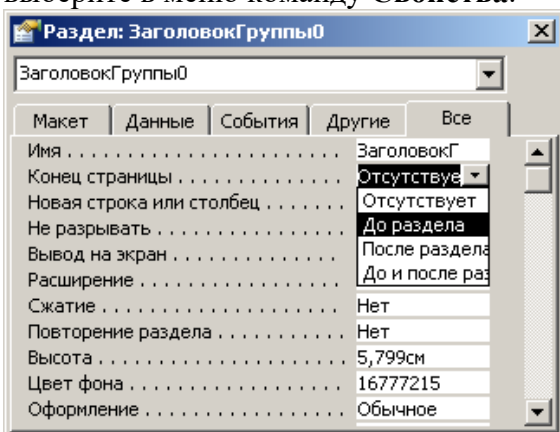 выберите в меню команду Свойства.
Раздел: ЗаголовокГруппы0
ЗаголовокГруппы0
Макет Данные События Другие Все
Имя . . . . . . . . . . . . . . . . . . . . . . . ЗаголовокГ
Конец страницы . . . . . . . . . . . . . Отсутствуе
Новая строка или столбец . . . . . . . Отсутствует
Не разрывать . . . . . . . . . . . . . . . До раздела
Вывод на экран . . . . . . . . . . . . . . После раздела
Расширение . . . . . . . . . . . . . . . . До и после раз
Сжатие . . . . . . . . . . . . . . . . . . . . Нет
Повторение раздела . . . . . . . . . . Нет
Высота . . . . . . . . . . . . . . . . . . . . 5,799см
Цвет фона . . . . . . . . . . . . . . . . . 16777215
Оформление . . . . . . . . . . . . . . . . Обычное